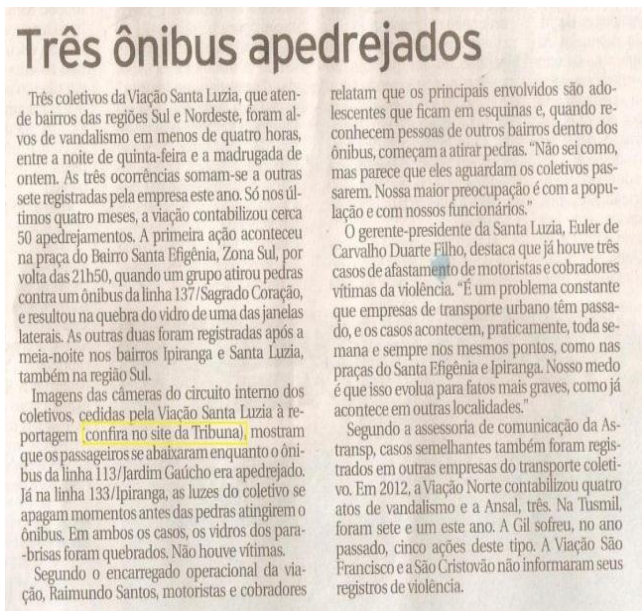 Três ônibus apedrejados
Três coletivos da Viação Santa Luzia, que aten-
de bairros das regiões Sul e Nordeste, foram al-
vos de vandalismo em menos de quatro horas,
entre a noite de quinta-feira e a madrugada de
ontem. As três ocorrências somam-se a outras
sete registradas pela empresa este ano. Só nos úl-
timos quatro meses, a viação contabilizou cerca
50 apedrejamentos. A primeira ação aconteceu
na praça do Bairro Santa Efigênia, Zona Sul, por
volta das 21h50, quando um grupo atirou pedras
contra um ônibus da linha 137/Sagrado Coração,
e resultou na quebra do vidro de uma das janelas
laterais. As outras duas foram registradas após a
meia-noite nos bairros Ipiranga e Santa Luzia,
também na região Sul.
Imagens das câmeras do circuito interno dos
coletivos, cedidas pela Viação Santa Luzia à re-
portagem (confira no site da Tribuna), mostram
que os passageiros se abaixaram enquanto o ôni-
bus da linha 113/Jardim Gaúcho era apedrejado.
Já na linha 133/Ipiranga, as luzes do coletivo se
apagam momentos antes das pedras atingirem o
ônibus. Em ambos os casos, os vidros dos para-
-brisas foram quebrados. Não houve vítimas.
Segundo o encarregado operacional da via-
ção, Raimundo Santos, motoristas e cobradores
relatam que os principais envolvidos são ado-
lescentes que ficam em esquinas e, quando re-
conhecem pessoas de outros bairros dentro dos
ônibus, começam a atirar pedras. “Não sei como,
mas parece que eles aguardam os coletivos pas-
sarem. Nossa maior preocupação é com a popu-
lação e com nossos funcionários.”
O gerente-presidente da Santa Luzia, Euler de
Carvalho Duarte Filho, destaca que já houve três
casos de afastamento de motoristas e cobradores
vítimas da violência. “É um problema constante
que empresas de transporte urbano têm passa-
do, e os casos acontecem, praticamente, toda se-
mana e sempre nos mesmos pontos, como nas
praças do Santa Efigênia e Ipiranga. Nosso medo
é que isso evolua para fatos mais graves, como já
acontece em outras localidades.”
Segundo a assessoria de comunicação da As-
transp, casos semelhantes também foram regis-
trados em outras empresas do transporte coleti-
vo. Em 2012, a Viação Norte contabilizou quatro
atos de vandalismo e a Ansal, três. Na Tusmil,
foram sete e um este ano. A Gil sofreu, no ano
passado, cinco ações deste tipo. A Viação São
Francisco e a São Cristovão não informaram seus
registros de violência.